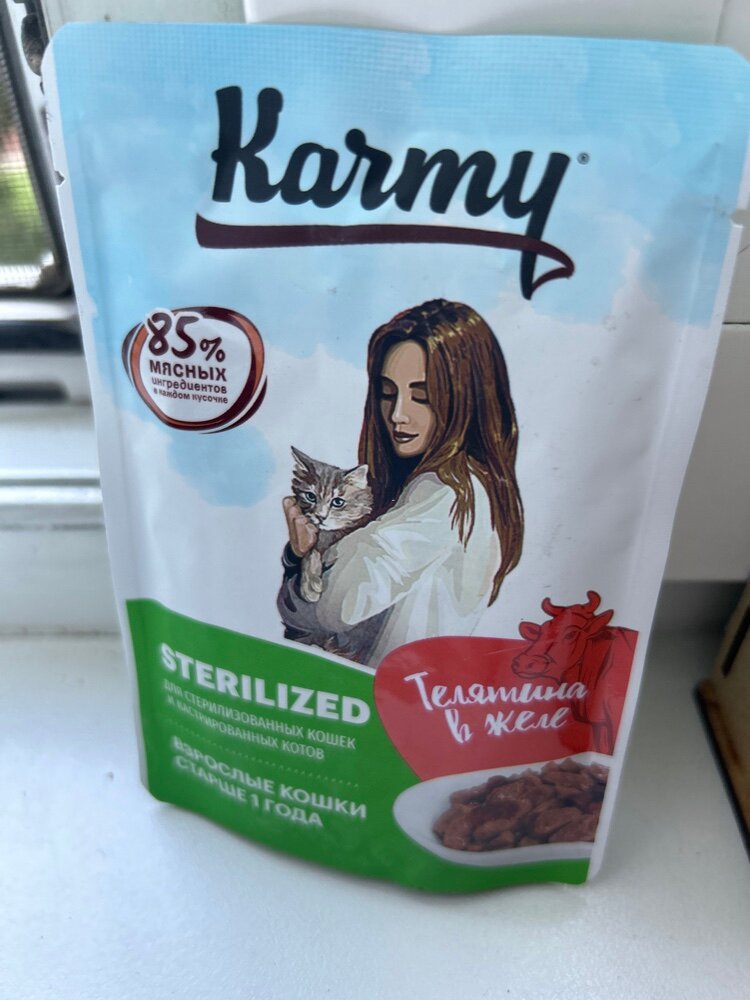 Karmy®
85%
МЯСНЫХ
ингредиентов
в каждом кусочке
STERILIZED
ДЛЯ СТЕРИЛИЗОВАННЫХ КОШЕК
И КАСТРИРОВАННЫХ КОТОВ
ВЗРОСЛЫЕ КОШКИ
СТАРШЕ 1 ГОДА
Телятина
в желе